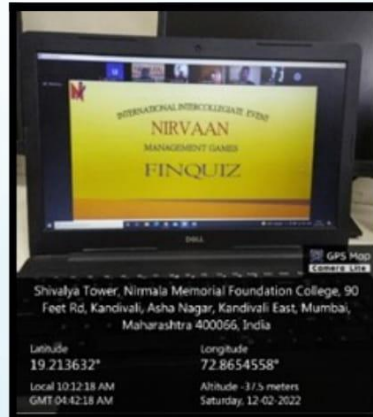 INTERNATIONAL INTERCOLLEGIATE EVENT
NIRVAAN
MANAGEMENT GAMES
FINQUIZ
DELL
GPS Map
Camera Lite
Shivalya Tower, Nirmala Memorial Foundation College, 90
Feet Rd, Kandivali, Asha Nagar, Kandivali East, Mumbai,
Maharashtra 400066, India
Latitude
19.213632°
Longitude
72.8654558°
Local 10:12:18 AM
GMT 04:42:18 AM
Altitude -37.5 meters
Saturday, 12-02-2022